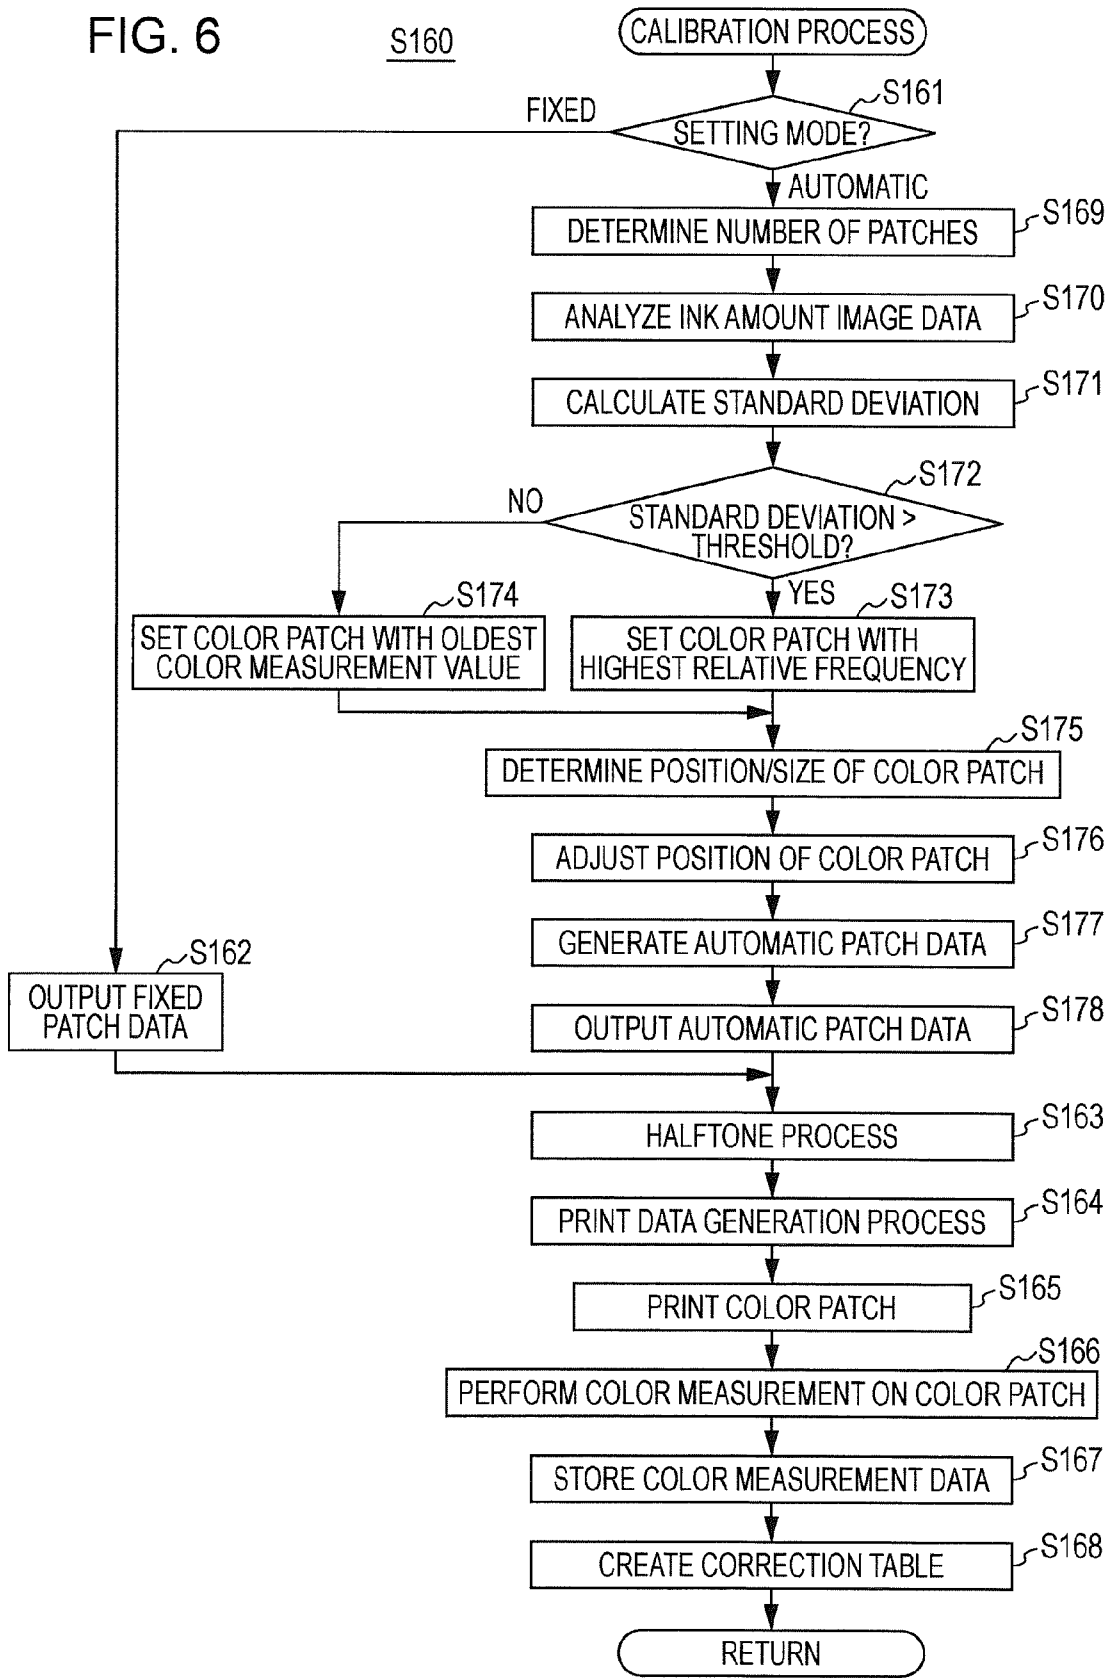 FIG. 6
S160
CALIBRATION PROCESS
S161
FIXED
SETTING MODE?
AUTOMATIC
S169
DETERMINE NUMBER OF PATCHES
S170
ANALYZE INK AMOUNT IMAGE DATA
S171
CALCULATE STANDARD DEVIATION
S172
NO
STANDARD DEVIATION >
THRESHOLD?
YES
S174
SET COLOR PATCH WITH OLDEST
COLOR MEASUREMENT VALUE
S173
SET COLOR PATCH WITH
HIGHEST RELATIVE FREQUENCY
S175
DETERMINE POSITION/SIZE OF COLOR PATCH
S176
ADJUST POSITION OF COLOR PATCH
S177
GENERATE AUTOMATIC PATCH DATA
S162
OUTPUT FIXED
PATCH DATA
S178
OUTPUT AUTOMATIC PATCH DATA
S163
HALFTONE PROCESS
S164
PRINT DATA GENERATION PROCESS
S165
PRINT COLOR PATCH
S166
PERFORM COLOR MEASUREMENT ON COLOR PATCH
S167
STORE COLOR MEASUREMENT DATA
S168
CREATE CORRECTION TABLE
RETURN